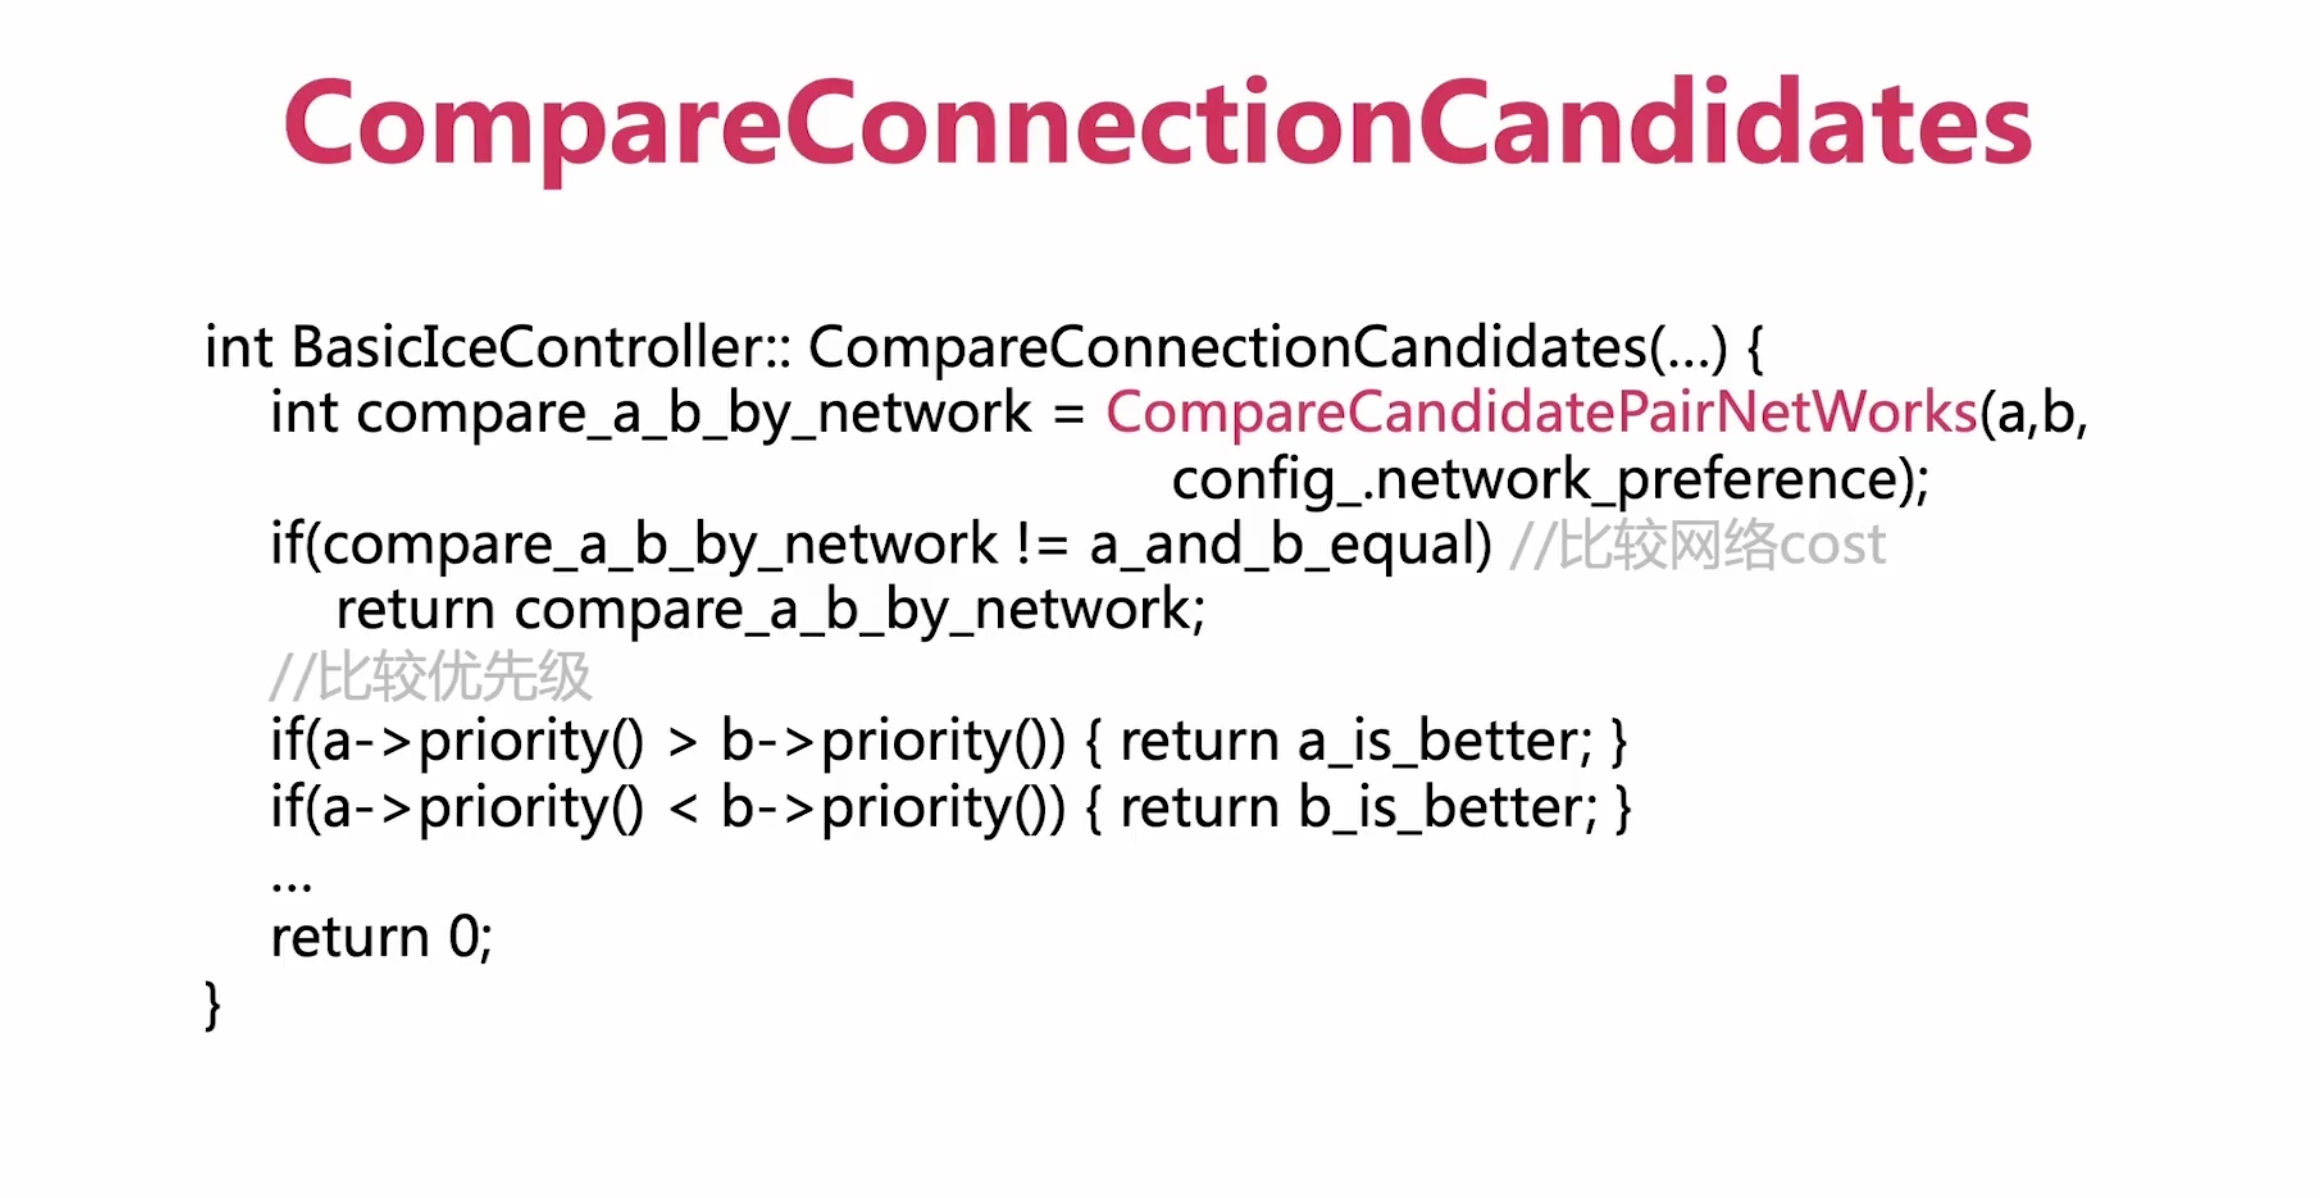 CompareConnectionCandidates
int BasicIceController:: CompareConnectionCandidates(...) {
int compare_a_b_by_network = CompareCandidatePairNetWorks(a,b,
config_.network_preference);
if(compare_a_b_by_network != a_and_b_equal) //比较网络cost
return compare_a_b_by_network;
//比较优先级
if(a->priority() > b->priority()) { return a_is_better; }
if(a->priority() < b->priority()) { return b_is_better; }
...
return 0;
}